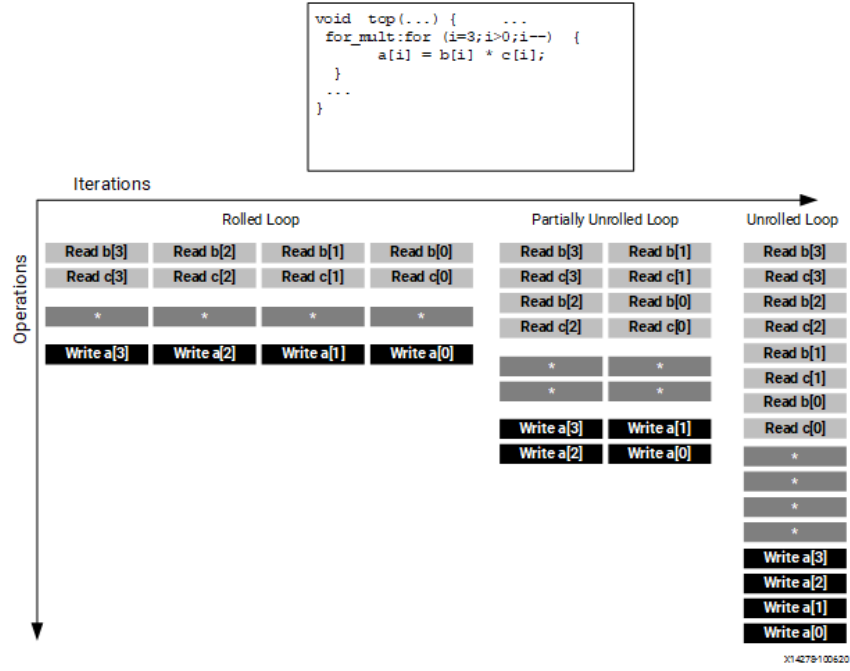 void top(...) {     ...
for_mult:for (i=3;i>0;i--) {
a[i] = b[i] * c[i];
}
...
}
Iterations
Operations
Rolled Loop Partially Unrolled Loop Unrolled Loop
Read b[3] Read b[2] Read b[1] Read b[0]
Read c[3] Read c[2] Read c[1] Read c[0]
* * * *
Write a[3] Write a[2] Write a[1] Write a[0]
Read b[3] Read b[1]
Read c[3] Read c[1]
Read b[2] Read b[0]
Read c[2] Read c[0]
* *
* *
Write a[3] Write a[1]
Write a[2] Write a[0]
Read b[3]
Read c[3]
Read b[2]
Read c[2]
Read b[1]
Read c[1]
Read b[0]
Read c[0]
*
*
*
*
Write a[3]
Write a[2]
Write a[1]
Write a[0]
X14278-100620